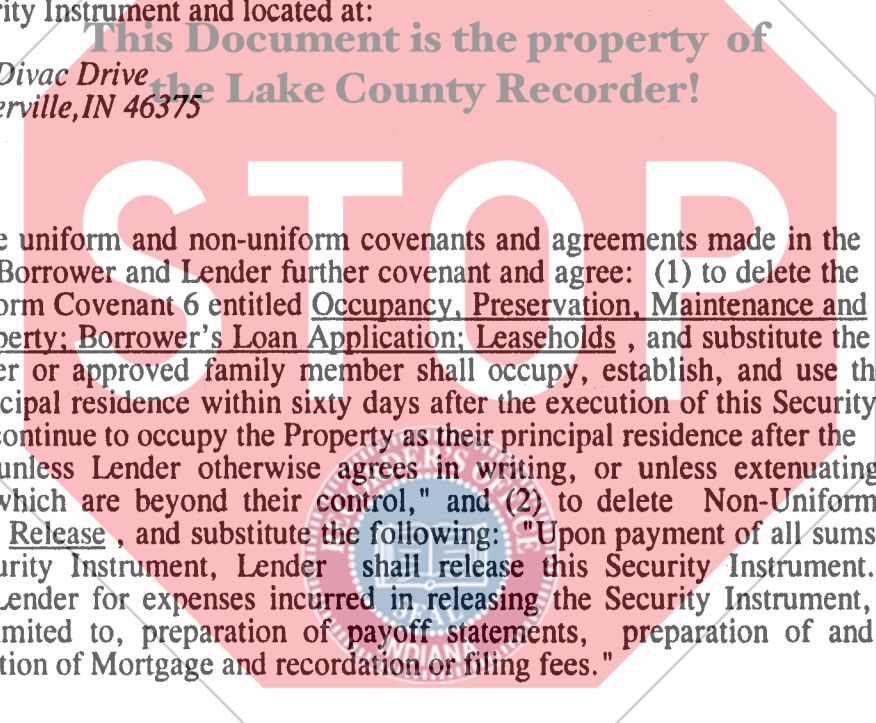 rity Instrument and located at:
This Document is the property of
the Lake County Recorder!
Divac Drive
erville, IN 46375
STOP
e uniform and non-uniform covenants and agreements made in the
Borrower and Lender further covenant and agree: (1) to delete the
orm Covenant 6 entitled Occupancy, Preservation, Maintenance and
perty; Borrower's Loan Application; Leaseholds , and substitute the
er or approved family member shall occupy, establish, and use th
cipal residence within sixty days after the execution of this Security
continue to occupy the Property as their principal residence after the
unless Lender otherwise agrees in writing, or unless extenuating
which are beyond their control," and (2) to delete Non-Uniform
Release , and substitute the following: "Upon payment of all sums
urity Instrument, Lender shall release this Security Instrument.
Lender for expenses incurred in releasing the Security Instrument,
mited to, preparation of payoff statements, preparation of and
tion of Mortgage and recordation or filing fees."
RECORDER'S OFFICE
SEAL
INDIANA